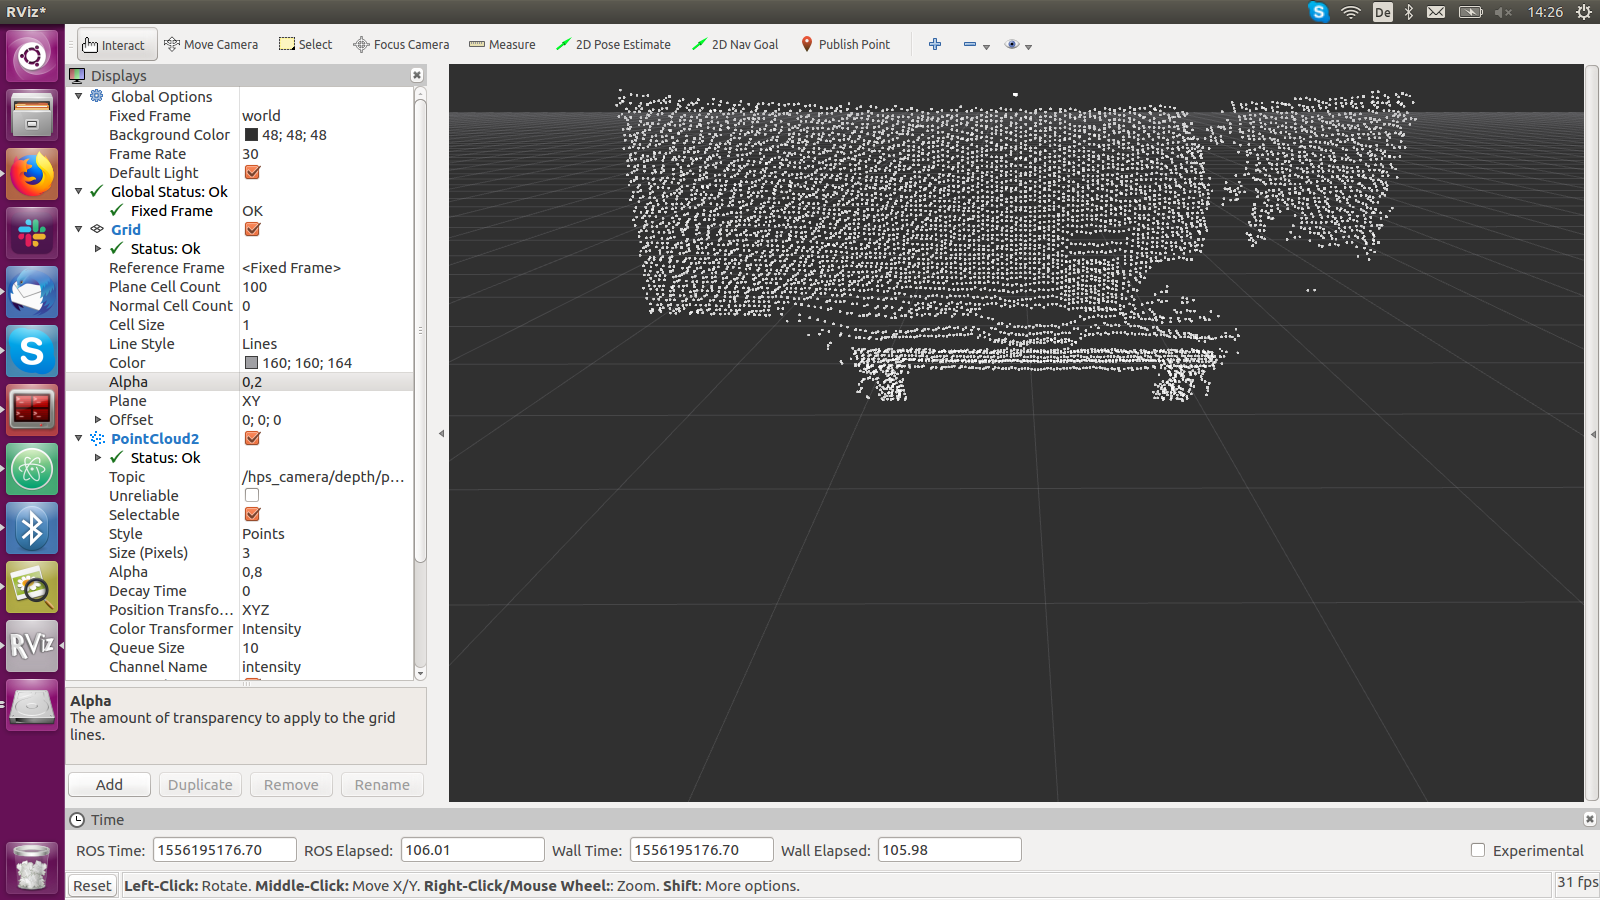 RViz*
De
14:26
Interact Move Camera Select Focus Camera Measure 2D Pose Estimate 2D Nav Goal Publish Point
Displays
Global Options
Fixed Frame world
Background Color 48; 48; 48
Frame Rate 30
Default Light
Global Status: Ok
Fixed Frame OK
Grid
Status: Ok
Reference Frame <Fixed Frame>
Plane Cell Count 100
Normal Cell Count 0
Cell Size 1
Line Style Lines
Color 160; 160; 164
Alpha 0,2
Plane XY
Offset 0; 0; 0
PointCloud2
Status: Ok
Topic /hps_camera/depth/p...
Unreliable
Selectable
Style Points
Size (Pixels) 3
Alpha 0,8
Decay Time 0
Position Transfo... XYZ
Color Transformer Intensity
Queue Size 10
Channel Name intensity
RViz
Alpha
The amount of transparency to apply to the grid
lines.
Add Duplicate Remove Rename
Time
ROS Time: 1556195176.70 ROS Elapsed: 106.01 Wall Time: 1556195176.70 Wall Elapsed: 105.98 Experimental
Reset Left-Click: Rotate. Middle-Click: Move X/Y. Right-Click/Mouse Wheel:: Zoom. Shift: More options. 31 fps